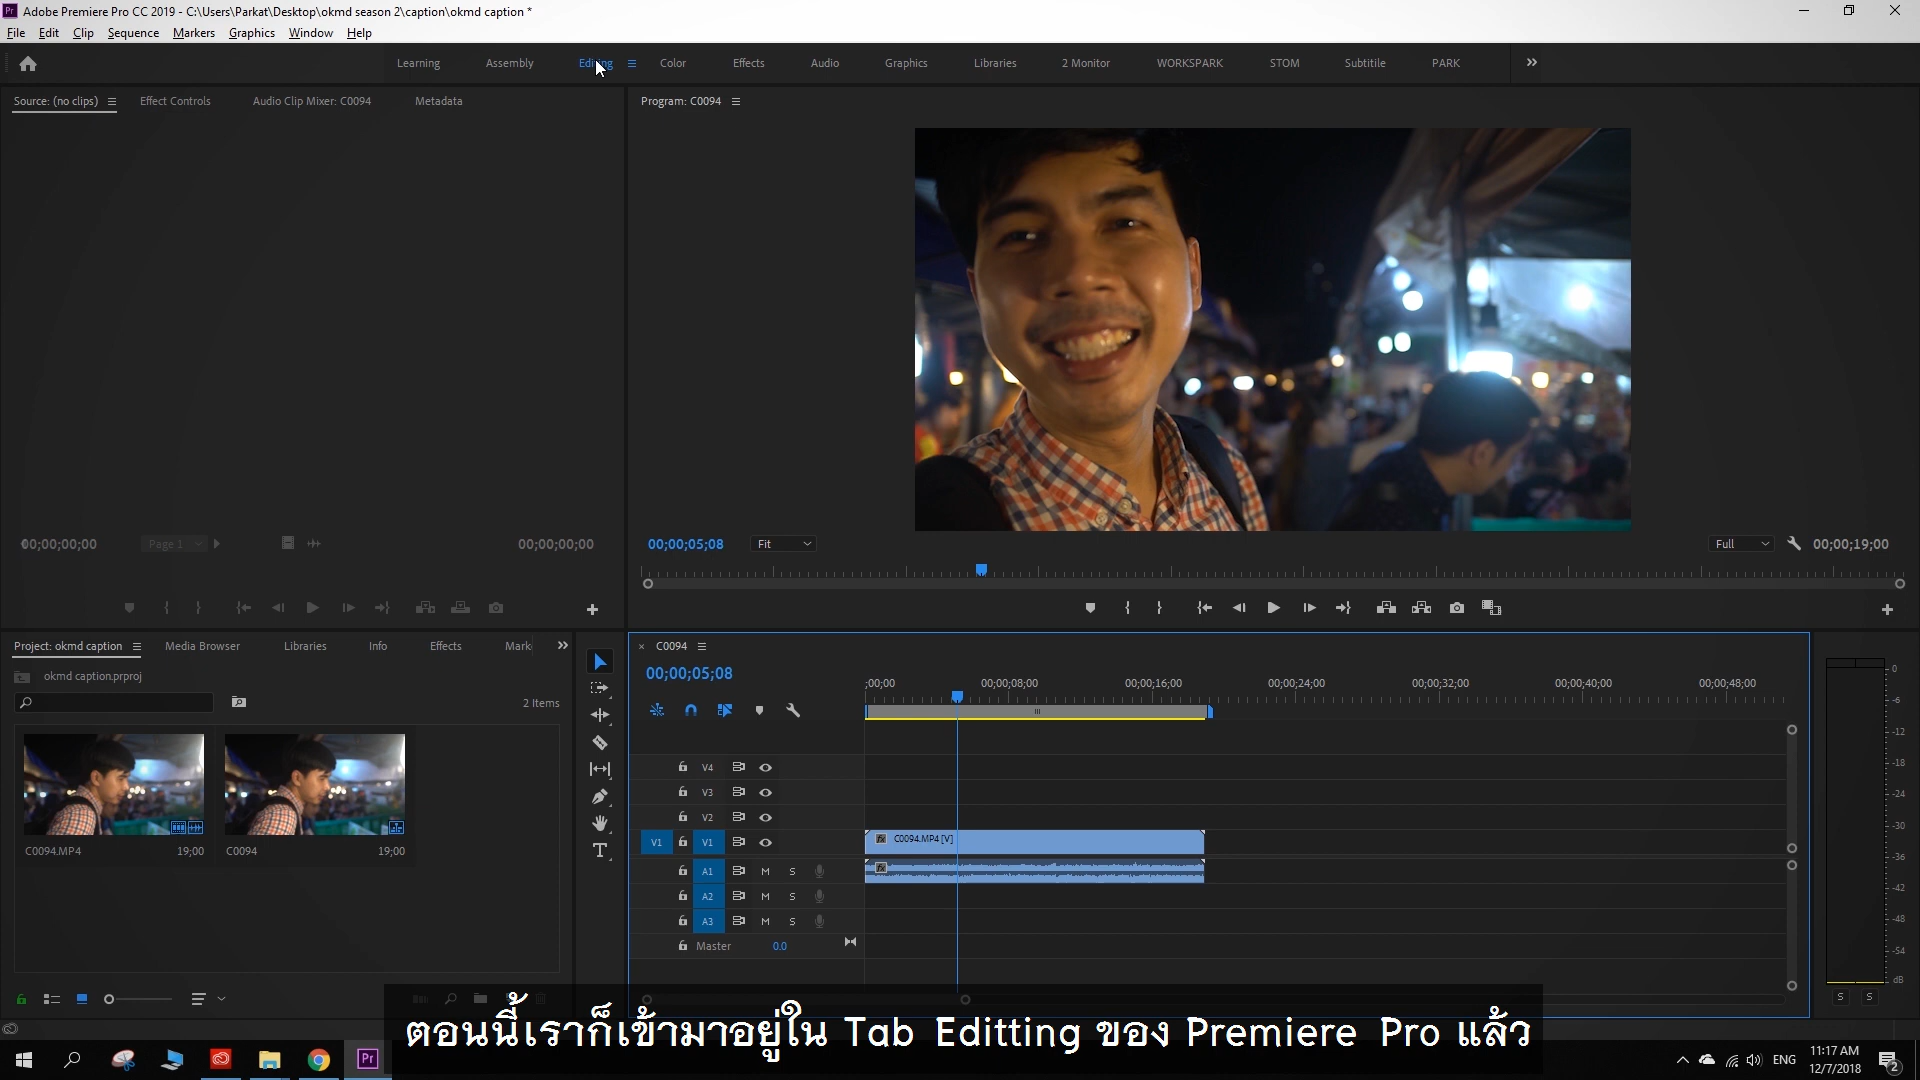 Adobe Premiere Pro CC 2019 - C:\Users\Parkat\Desktop\okmd season 2\caption\okmd caption *
File Edit Clip Sequence Markers Graphics Window Help
Learning Assembly Editing Color Effects Audio Graphics Libraries 2 Monitor WORKSPARK STOM Subtitile PARK
Source: (no clips) Effect Controls Audio Clip Mixer: C0094 Metadata
Program: C0094
00;00;00;00 Page 1 00;00;00;00
00;00;05;08 Fit Full 00;00;19;00
Project: okmd caption Media Browser Libraries Info Effects Mark
okmd caption.prproj
2 Items
C0094.MP4 19;00
C0094 19;00
C0094
00;00;05;08
;00;00 00;00;08;00 00;00;16;00 00;00;24;00 00;00;32;00 00;00;40;00 00;00;48;00
V4
V3
V2
V1 V1 C0094.MP4 [V]
A1 M S
A2 M S
A3 M S
Master 0.0
0
-6
-12
-18
-24
-30
-36
-42
-48
-54
dB
S S
ตอนนี้เราก็เข้ามาอยู่ใน Tab Editting ของ Premiere Pro แล้ว
Pr
ENG
11:17 AM
12/7/2018
2